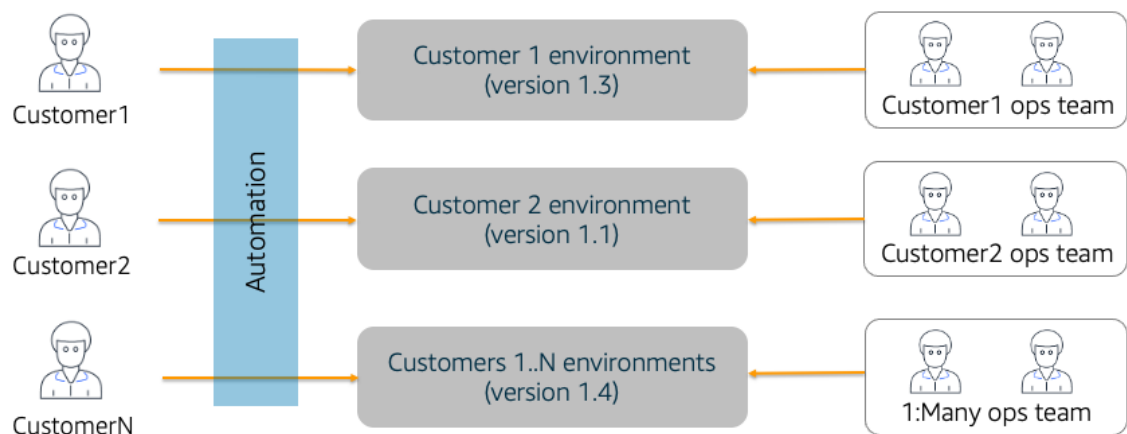 Customer1
Customer 1 environment
(version 1.3)
Customer1 ops team
Automation
Customer2
Customer 2 environment
(version 1.1)
Customer2 ops team
CustomerN
Customers 1..N environments
(version 1.4)
1:Many ops team